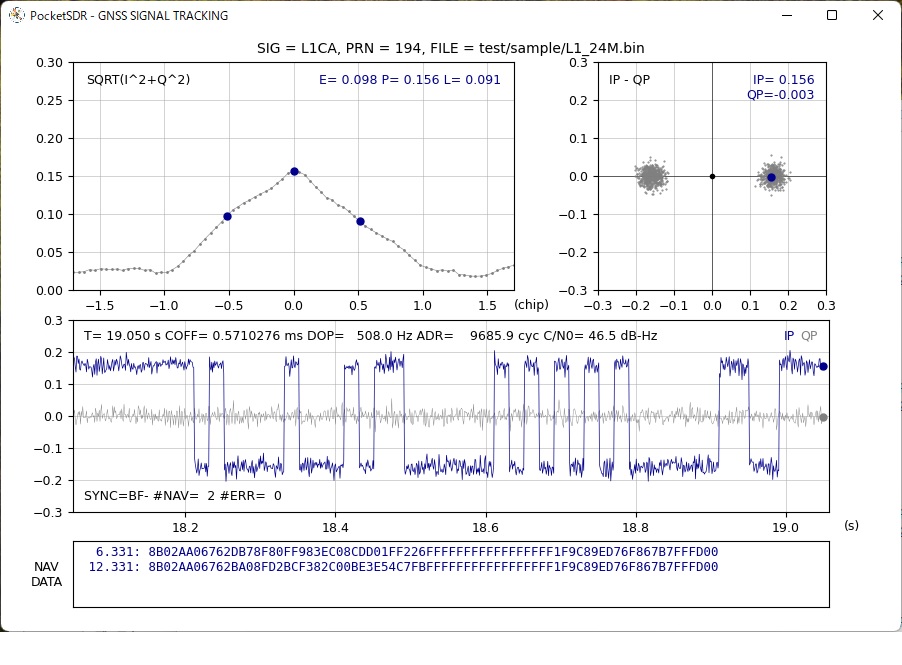 PocketSDR - GNSS SIGNAL TRACKING
SIG = L1CA, PRN = 194, FILE = test/sample/L1_24M.bin
SQRT(I^2+Q^2)
E= 0.098 P= 0.156 L= 0.091
0.30
0.25
0.20
0.15
0.10
0.05
0.00
−1.5 −1.0 −0.5 0.0 0.5 1.0 1.5 (chip)
IP - QP
IP= 0.156
QP=-0.003
0.3
0.2
0.1
0.0
−0.1
−0.2
−0.3
−0.3 −0.2 −0.1 0.0 0.1 0.2 0.3
T= 19.050 s COFF= 0.5710276 ms DOP= 508.0 Hz ADR= 9685.9 cyc C/N0= 46.5 dB-Hz
IP QP
0.3
0.2
0.1
0.0
−0.1
−0.2
−0.3
SYNC=BF- #NAV= 2 #ERR= 0
18.2 18.4 18.6 18.8 19.0 (s)
NAV
DATA
6.331: 8B02AA06762DB78F80FF983EC08CDD01FF226FFFFFFFFFFFFFFFFF1F9C89ED76F867B7FFFD00
12.331: 8B02AA06762BA08FD2BCF382C00BE3E54C7FBFFFFFFFFFFFFFFFFF1F9C89ED76F867B7FFFD00